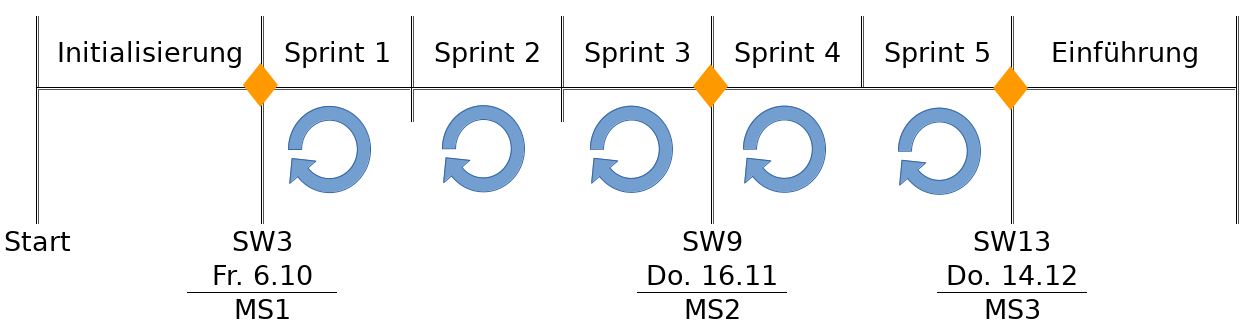 Initialisierung
Sprint 1
Sprint 2
Sprint 3
Sprint 4
Sprint 5
Einführung
Start
SW3
Fr. 6.10
MS1
SW9
Do. 16.11
MS2
SW13
Do. 14.12
MS3